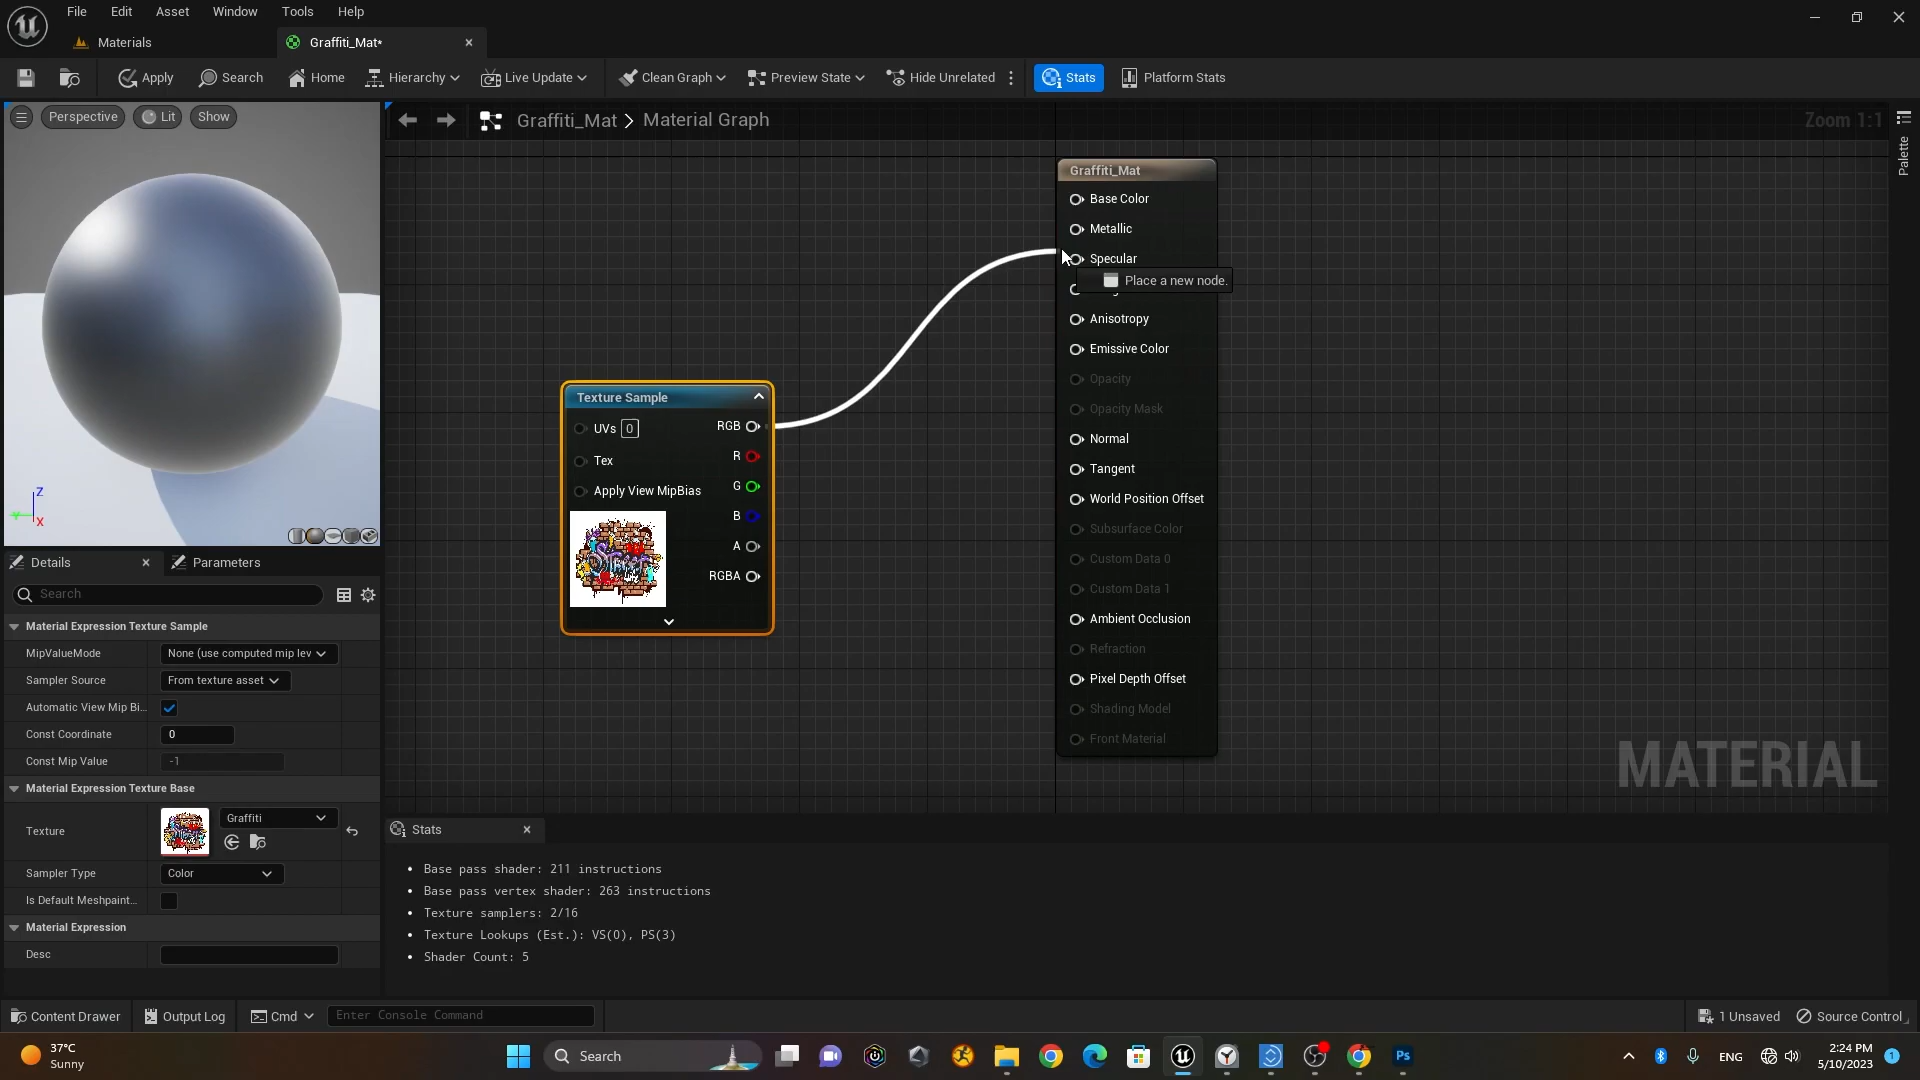 File
Edit
Asset
Window
Tools
Help
Materials
Graffiti_Mat*
Apply
Search
Home
Hierarchy
Live Update
Clean Graph
Preview State
Hide Unrelated
Stats
Platform Stats
Perspective
Lit
Show
Graffiti_Mat > Material Graph
Zoom 1:1
Palette
Graffiti_Mat
Base Color
Metallic
Specular
Place a new node.
Anisotropy
Emissive Color
Opacity
Opacity Mask
Normal
Tangent
World Position Offset
Subsurface Color
Custom Data 0
Custom Data 1
Ambient Occlusion
Refraction
Pixel Depth Offset
Shading Model
Front Material
Texture Sample
UVs 0
RGB
Tex
R
Apply View MipBias
G
B
A
RGBA
Street
Z
Y
X
MATERIAL
Details
Parameters
Search
Material Expression Texture Sample
MipValueMode
None (use computed mip lev
Sampler Source
From texture asset
Automatic View Mip Bi...
Const Coordinate
0
Const Mip Value
-1
Material Expression Texture Base
Texture
Graffiti
Sampler Type
Color
Is Default Meshpaint...
Material Expression
Desc
Stats
Base pass shader: 211 instructions
Base pass vertex shader: 263 instructions
Texture samplers: 2/16
Texture Lookups (Est.): VS(0), PS(3)
Shader Count: 5
Content Drawer
Output Log
Cmd
Enter Console Command
1 Unsaved
Source Control
37°C
Sunny
Search
Ps
ENG
2:24 PM
5/10/2023
1